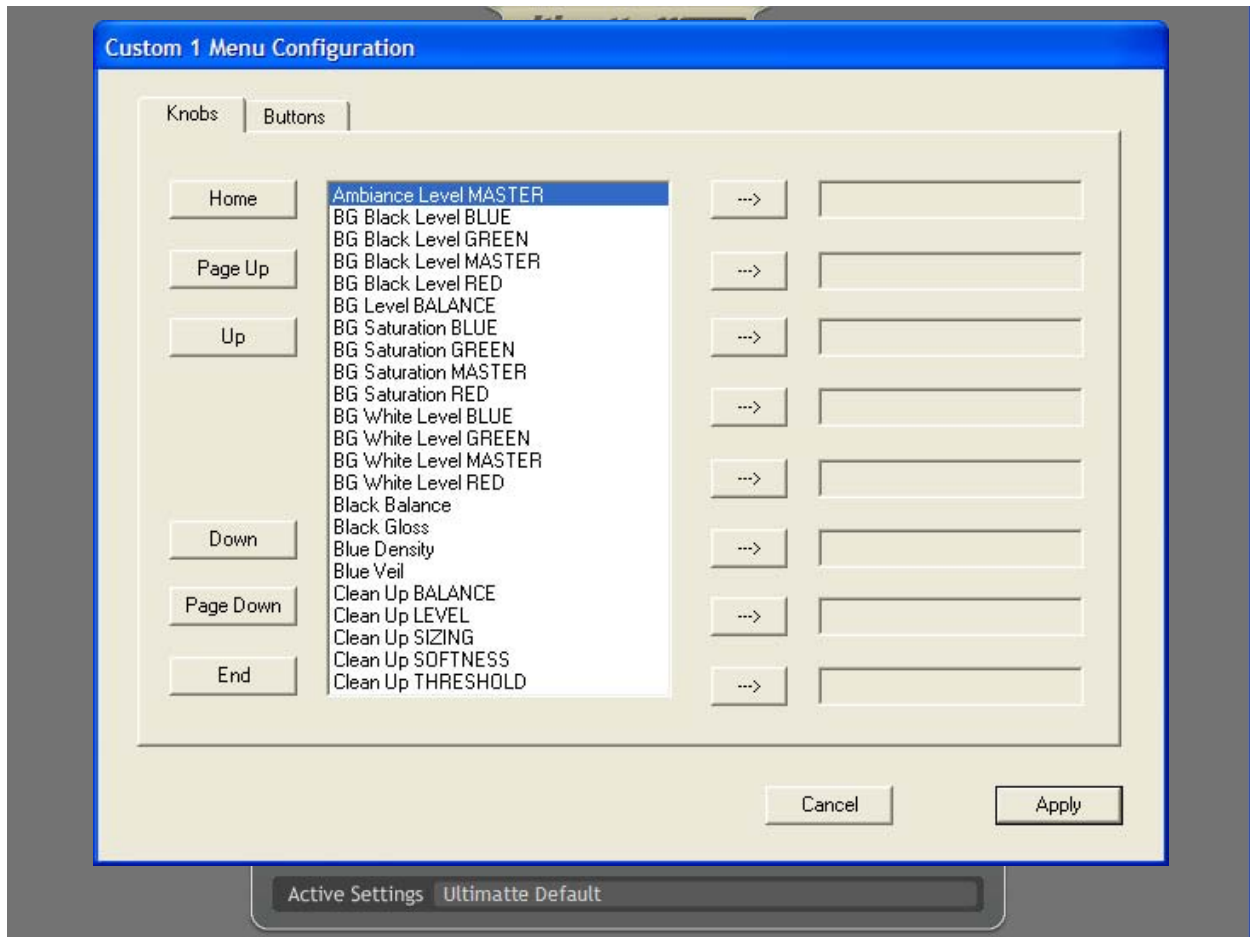 Custom 1 Menu Configuration
Knobs
Buttons
Home
Page Up
Up
Down
Page Down
End
Ambiance Level MASTER
BG Black Level BLUE
BG Black Level GREEN
BG Black Level MASTER
BG Black Level RED
BG Level BALANCE
BG Saturation BLUE
BG Saturation GREEN
BG Saturation MASTER
BG Saturation RED
BG White Level BLUE
BG White Level GREEN
BG White Level MASTER
BG White Level RED
Black Balance
Black Gloss
Blue Density
Blue Veil
Clean Up BALANCE
Clean Up LEVEL
Clean Up SIZING
Clean Up SOFTNESS
Clean Up THRESHOLD
--->
--->
--->
--->
--->
--->
--->
--->
Cancel
Apply
Active Settings Ultimatte Default